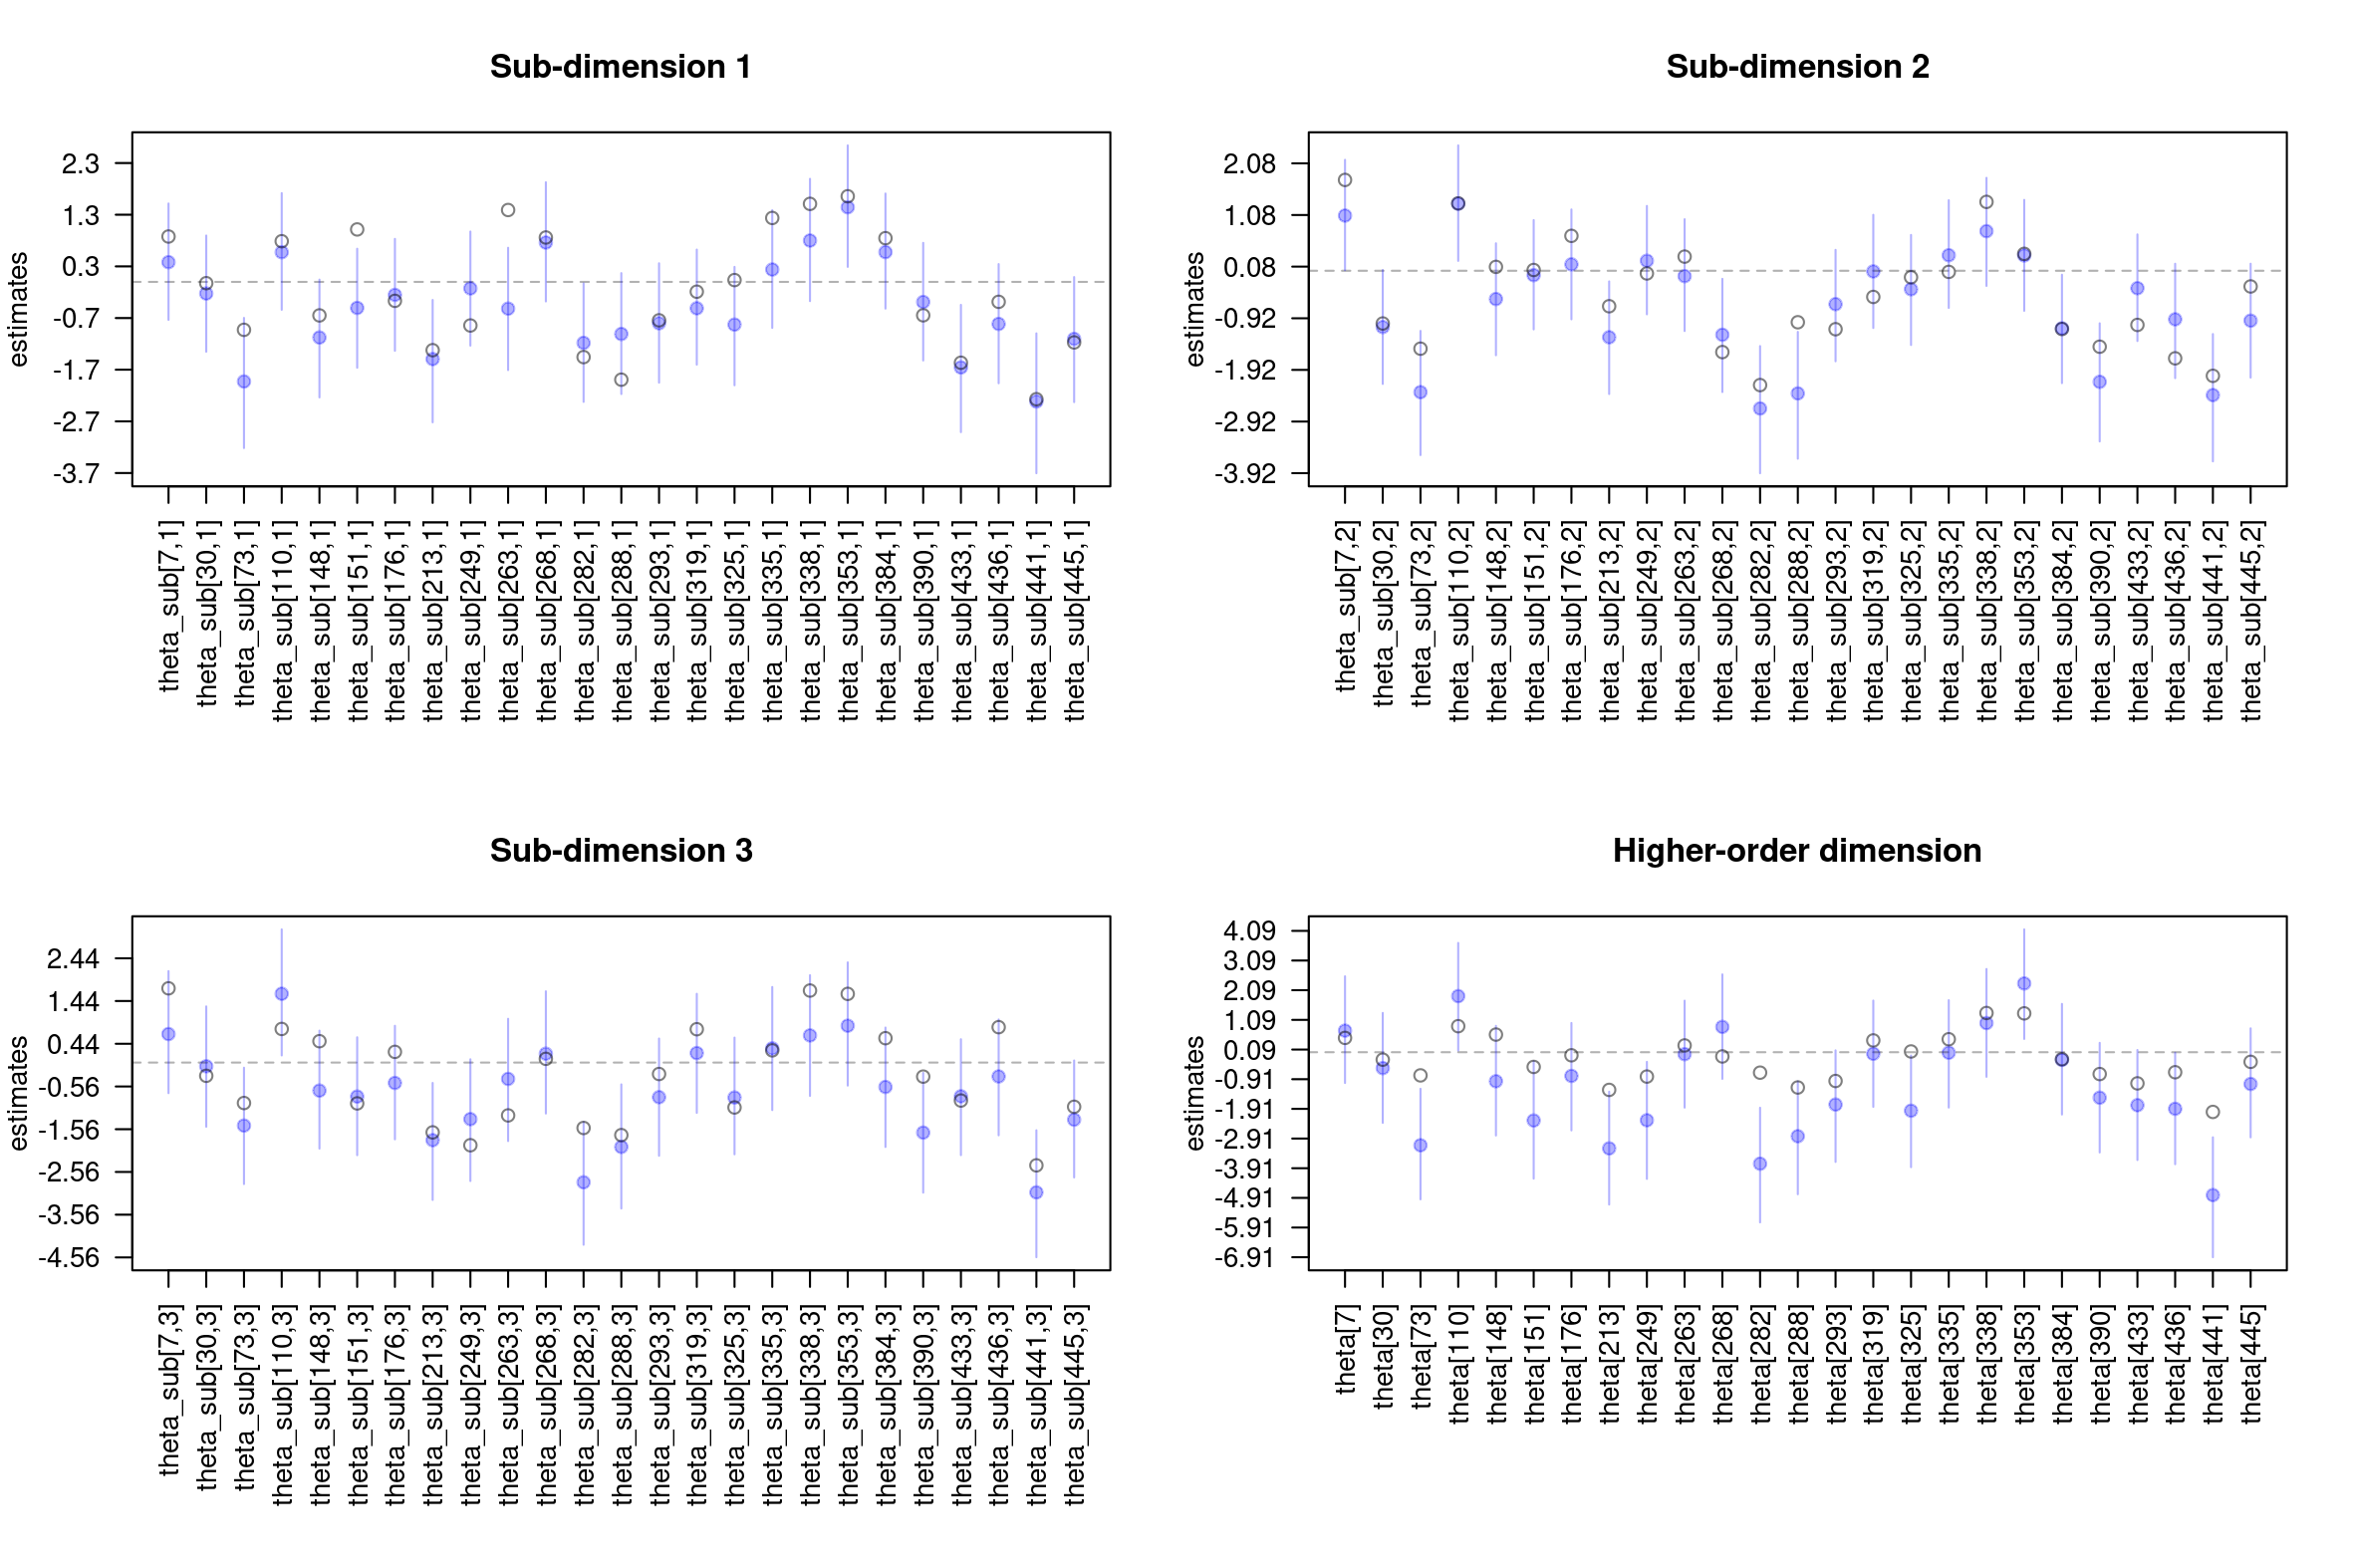 Sub-dimension 1
estimates
2.3
1.3
0.3
-0.7
-1.7
-2.7
-3.7
theta_sub[7,1]
theta_sub[30,1]
theta_sub[73,1]
theta_sub[110,1]
theta_sub[148,1]
theta_sub[151,1]
theta_sub[176,1]
theta_sub[213,1]
theta_sub[249,1]
theta_sub[263,1]
theta_sub[268,1]
theta_sub[282,1]
theta_sub[288,1]
theta_sub[293,1]
theta_sub[319,1]
theta_sub[325,1]
theta_sub[335,1]
theta_sub[338,1]
theta_sub[353,1]
theta_sub[384,1]
theta_sub[390,1]
theta_sub[433,1]
theta_sub[436,1]
theta_sub[441,1]
theta_sub[445,1]
Sub-dimension 2
estimates
2.08
1.08
0.08
-0.92
-1.92
-2.92
-3.92
theta_sub[7,2]
theta_sub[30,2]
theta_sub[73,2]
theta_sub[110,2]
theta_sub[148,2]
theta_sub[151,2]
theta_sub[176,2]
theta_sub[213,2]
theta_sub[249,2]
theta_sub[263,2]
theta_sub[268,2]
theta_sub[282,2]
theta_sub[288,2]
theta_sub[293,2]
theta_sub[319,2]
theta_sub[325,2]
theta_sub[335,2]
theta_sub[338,2]
theta_sub[353,2]
theta_sub[384,2]
theta_sub[390,2]
theta_sub[433,2]
theta_sub[436,2]
theta_sub[441,2]
theta_sub[445,2]
Sub-dimension 3
estimates
2.44
1.44
0.44
-0.56
-1.56
-2.56
-3.56
-4.56
theta_sub[7,3]
theta_sub[30,3]
theta_sub[73,3]
theta_sub[110,3]
theta_sub[148,3]
theta_sub[151,3]
theta_sub[176,3]
theta_sub[213,3]
theta_sub[249,3]
theta_sub[263,3]
theta_sub[268,3]
theta_sub[282,3]
theta_sub[288,3]
theta_sub[293,3]
theta_sub[319,3]
theta_sub[325,3]
theta_sub[335,3]
theta_sub[338,3]
theta_sub[353,3]
theta_sub[384,3]
theta_sub[390,3]
theta_sub[433,3]
theta_sub[436,3]
theta_sub[441,3]
theta_sub[445,3]
Higher-order dimension
estimates
4.09
3.09
2.09
1.09
0.09
-0.91
-1.91
-2.91
-3.91
-4.91
-5.91
-6.91
theta[7]
theta[30]
theta[73]
theta[110]
theta[148]
theta[151]
theta[176]
theta[213]
theta[249]
theta[263]
theta[268]
theta[282]
theta[288]
theta[293]
theta[319]
theta[325]
theta[335]
theta[338]
theta[353]
theta[384]
theta[390]
theta[433]
theta[436]
theta[441]
theta[445]